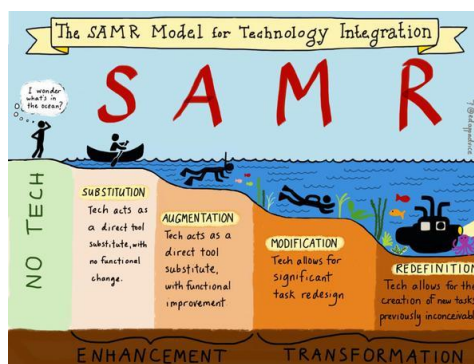 The SAMR Model for Technology Integration
I wonder
what's in
the ocean?
S A M R
NO TECH
SUBSTITUTION
Tech acts as
a direct tool
substitute, with
no functional
change.
AUGMENTATION
Tech acts as a
direct tool
substitute,
with functional
improvement
MODIFICATION
Tech allows for
significant
task redesign
REDEFINITION
Tech allows for the
creation of new tasks
previously inconceivable
ENHANCEMENT
TRANSFORMATION